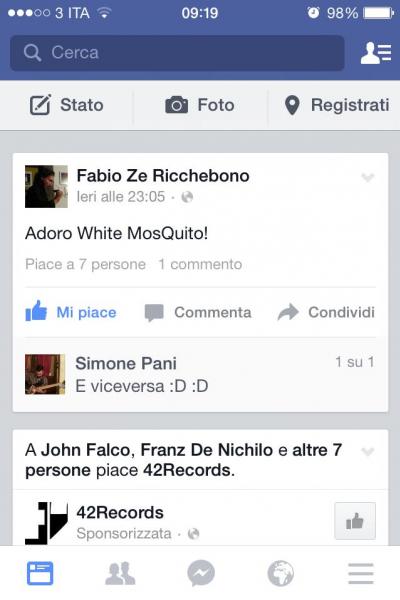 3 ITA 09:19 98%
Cerca
Stato Foto Registrati
Fabio Ze Ricchebono
Ieri alle 23:05 ·
Adoro White MosQuito!
Piace a 7 persone 1 commento
Mi piace Commenta Condividi
Simone Pani 1 su 1
E viceversa :D :D
A John Falco, Franz De Nichilo e altre 7
persone piace 42Records.
42Records
Sponsorizzata ·